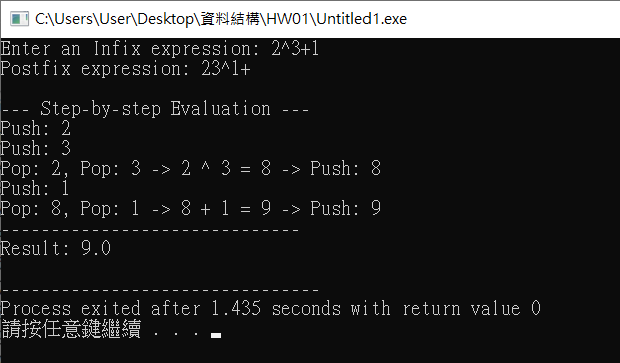 C:\Users\User\Desktop\資料結構\HW01\Untitled1.exe
Enter an Infix expression: 2^3+1
Postfix expression: 23^1+
--- Step-by-step Evaluation ---
Push: 2
Push: 3
Pop: 2, Pop: 3 -> 2 ^ 3 = 8 -> Push: 8
Push: 1
Pop: 8, Pop: 1 -> 8 + 1 = 9 -> Push: 9
------------------------------
Result: 9.0
--------------------------------
Process exited after 1.435 seconds with return value 0
請按任意鍵繼續 . . .